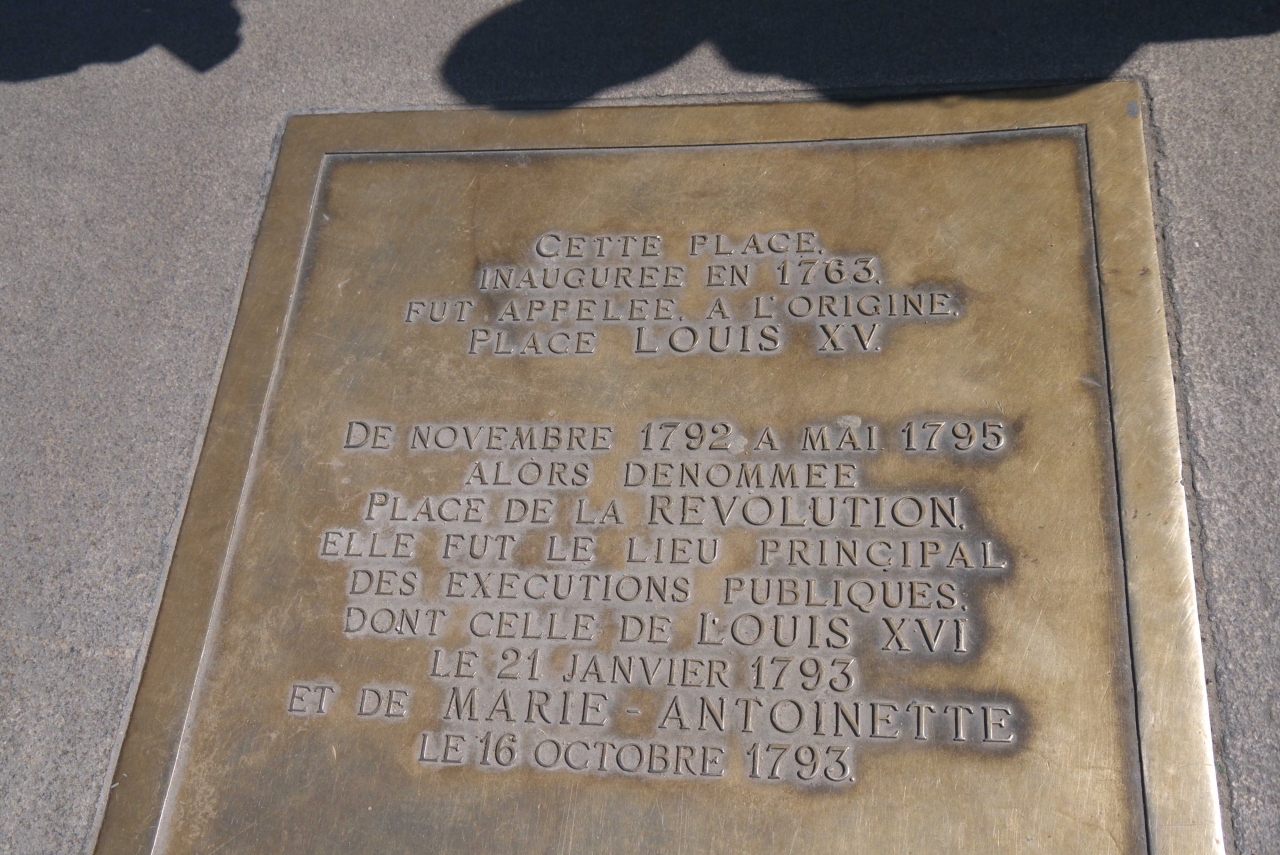 CETTE PLACE,
INAUGUREE EN 1763,
FUT APPELEE, A L'ORIGINE,
PLACE LOUIS XV.
DE NOVEMBRE 1792 A MAI 1795
ALORS DENOMMEE
PLACE DE LA REVOLUTION,
ELLE FUT LE LIEU PRINCIPAL
DES EXECUTIONS PUBLIQUES,
DONT CELLE DE LOUIS XVI
LE 21 JANVIER 1793
ET DE MARIE-ANTOINETTE
LE 16 OCTOBRE 1793.